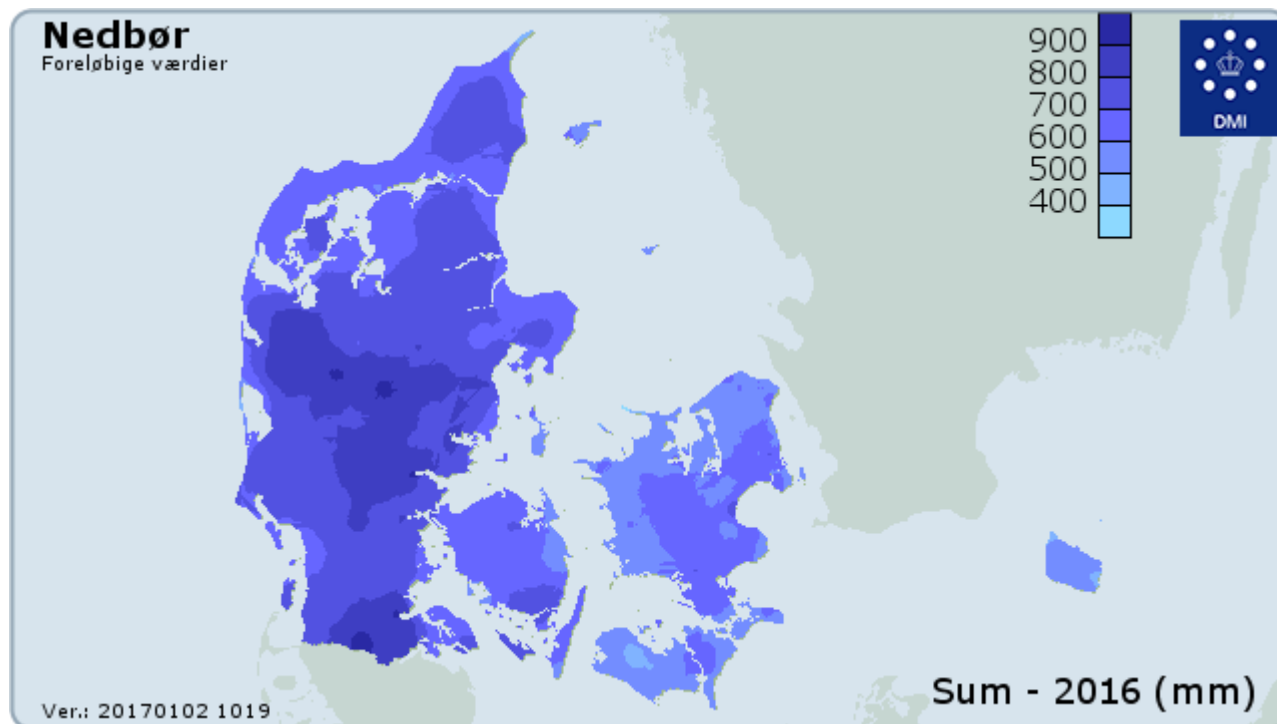 Nedbør
Foreløbige værdier
900
800
700
600
500
400
DMI
Sum - 2016 (mm)
Ver.: 20170102 1019